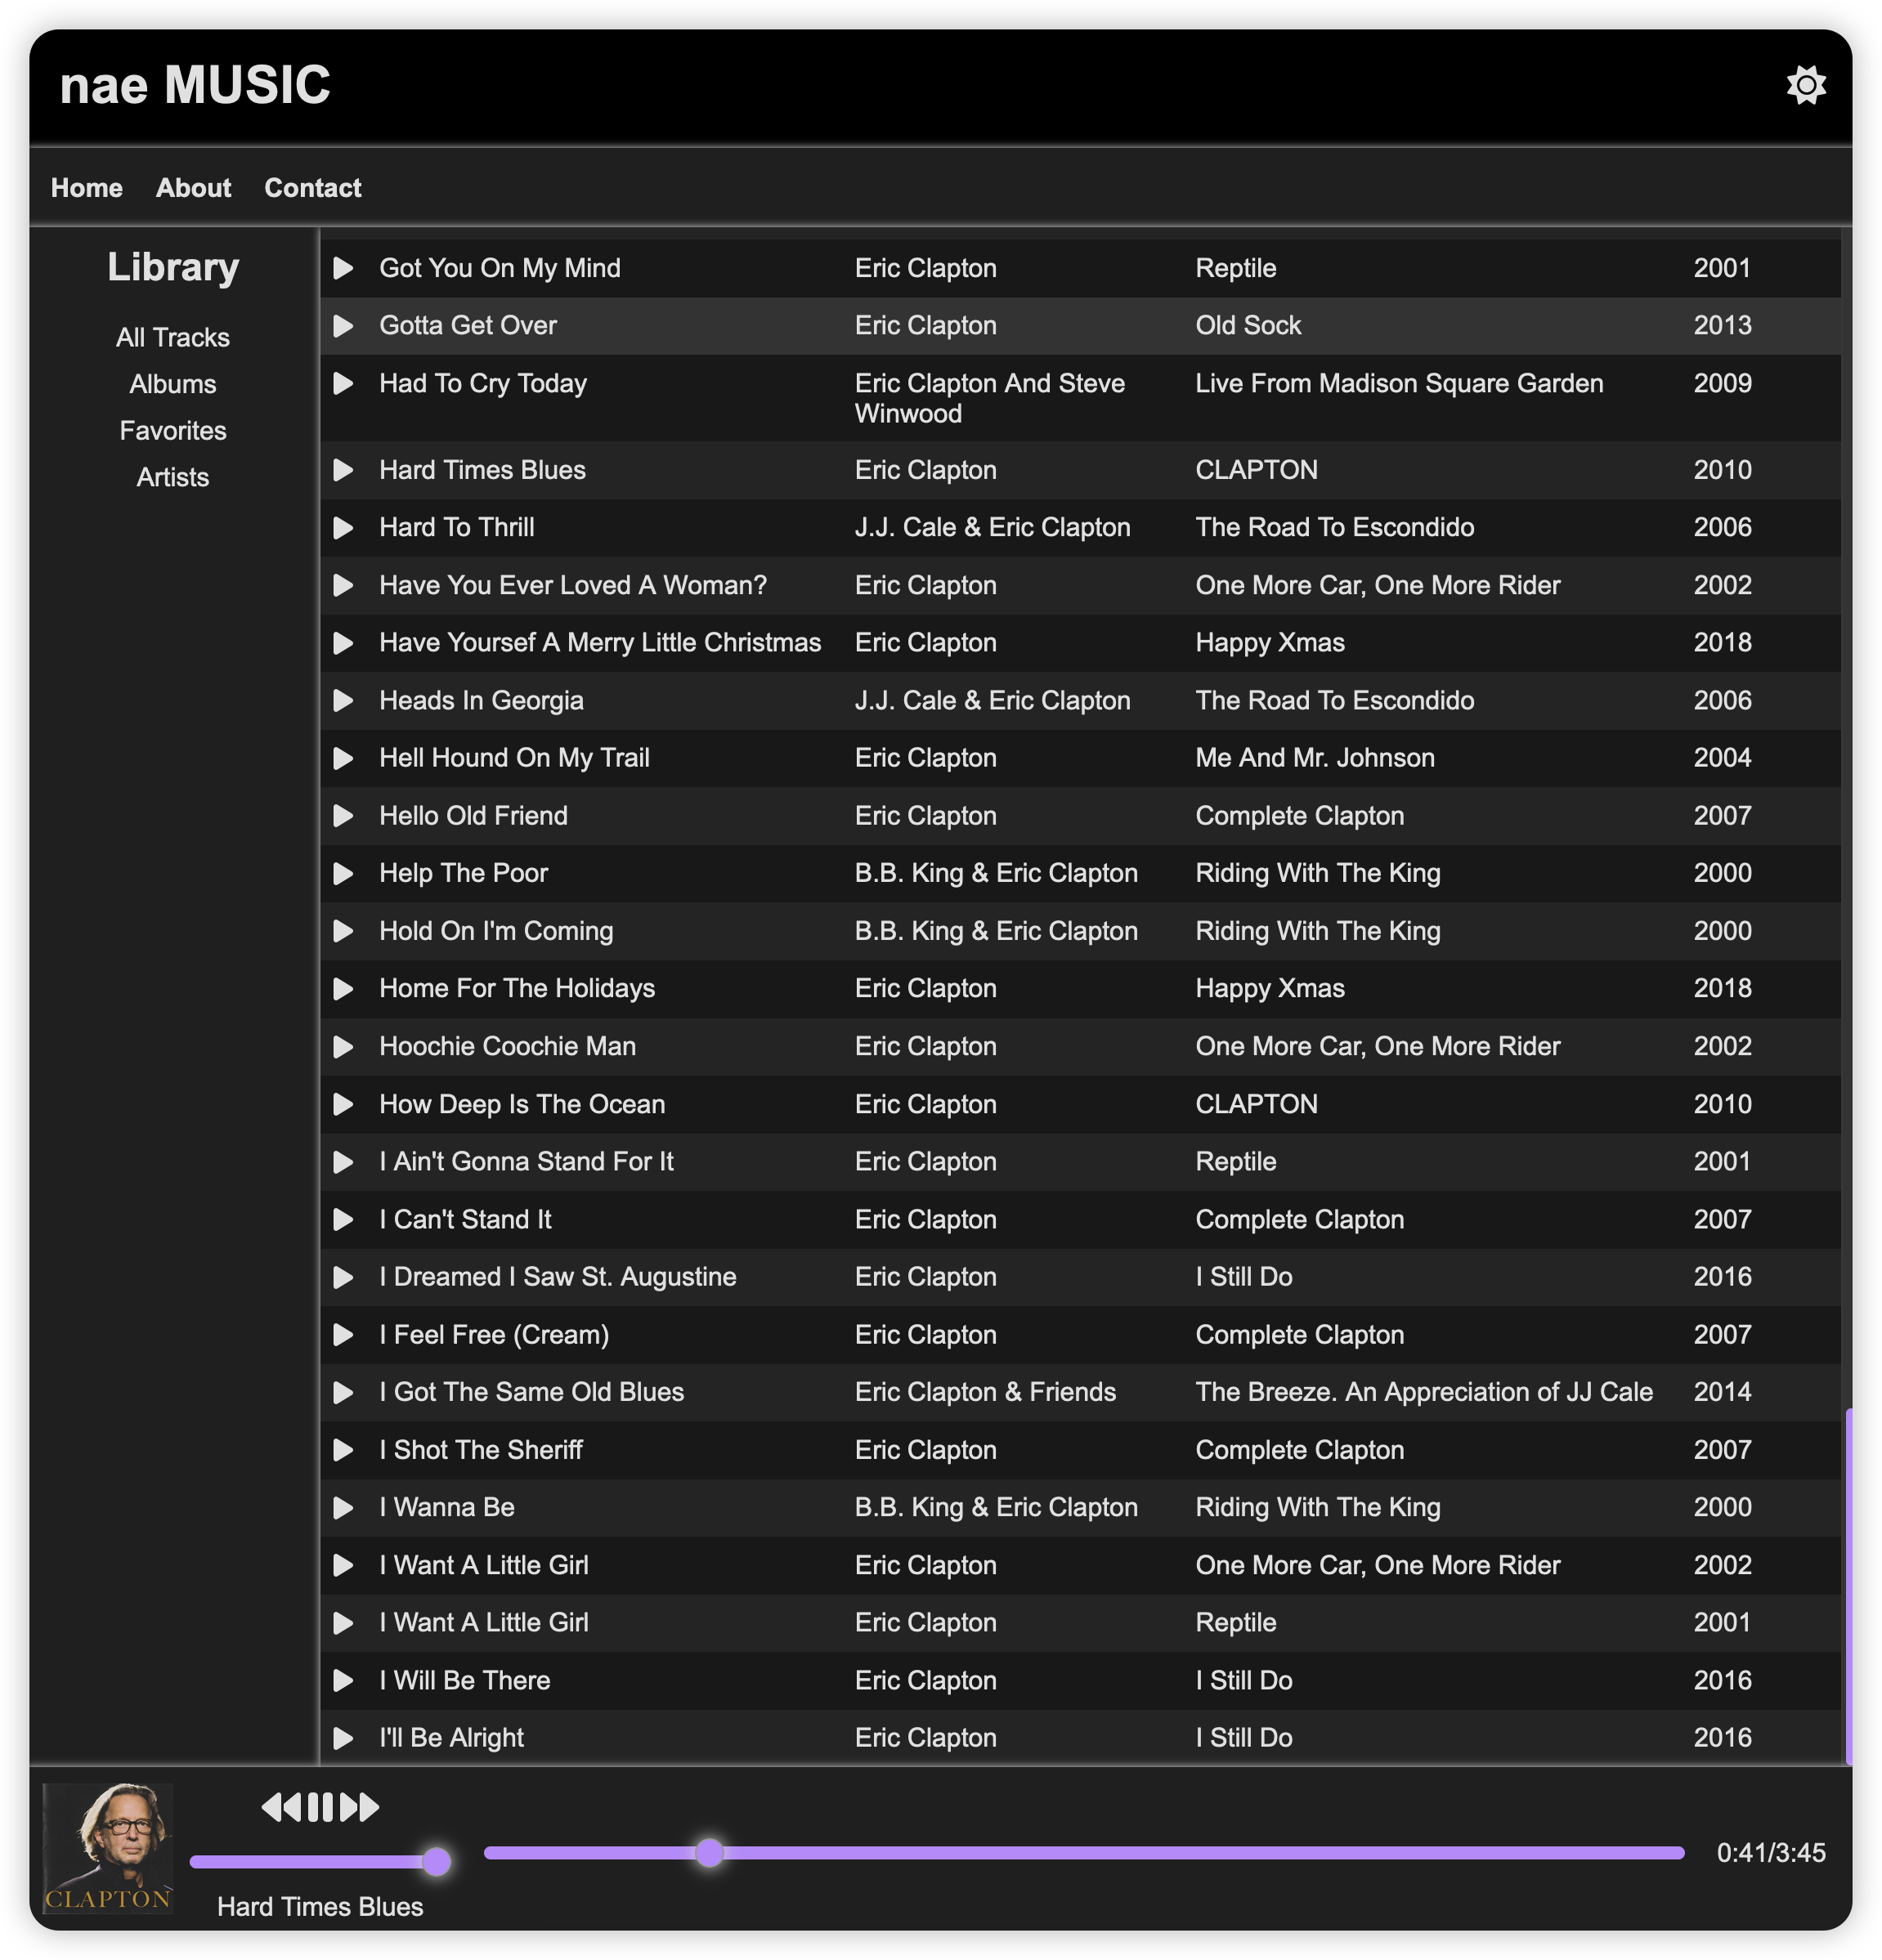 nae MUSIC
Home About Contact
Library
All Tracks
Albums
Favorites
Artists
Got You On My Mind Eric Clapton Reptile 2001
Gotta Get Over Eric Clapton Old Sock 2013
Had To Cry Today Eric Clapton And Steve Winwood Live From Madison Square Garden 2009
Hard Times Blues Eric Clapton CLAPTON 2010
Hard To Thrill J.J. Cale & Eric Clapton The Road To Escondido 2006
Have You Ever Loved A Woman? Eric Clapton One More Car, One More Rider 2002
Have Yoursef A Merry Little Christmas Eric Clapton Happy Xmas 2018
Heads In Georgia J.J. Cale & Eric Clapton The Road To Escondido 2006
Hell Hound On My Trail Eric Clapton Me And Mr. Johnson 2004
Hello Old Friend Eric Clapton Complete Clapton 2007
Help The Poor B.B. King & Eric Clapton Riding With The King 2000
Hold On I'm Coming B.B. King & Eric Clapton Riding With The King 2000
Home For The Holidays Eric Clapton Happy Xmas 2018
Hoochie Coochie Man Eric Clapton One More Car, One More Rider 2002
How Deep Is The Ocean Eric Clapton CLAPTON 2010
I Ain't Gonna Stand For It Eric Clapton Reptile 2001
I Can't Stand It Eric Clapton Complete Clapton 2007
I Dreamed I Saw St. Augustine Eric Clapton I Still Do 2016
I Feel Free (Cream) Eric Clapton Complete Clapton 2007
I Got The Same Old Blues Eric Clapton & Friends The Breeze. An Appreciation of JJ Cale 2014
I Shot The Sheriff Eric Clapton Complete Clapton 2007
I Wanna Be B.B. King & Eric Clapton Riding With The King 2000
I Want A Little Girl Eric Clapton One More Car, One More Rider 2002
I Want A Little Girl Eric Clapton Reptile 2001
I Will Be There Eric Clapton I Still Do 2016
I'll Be Alright Eric Clapton I Still Do 2016
CLAPTON
0:41/3:45
Hard Times Blues